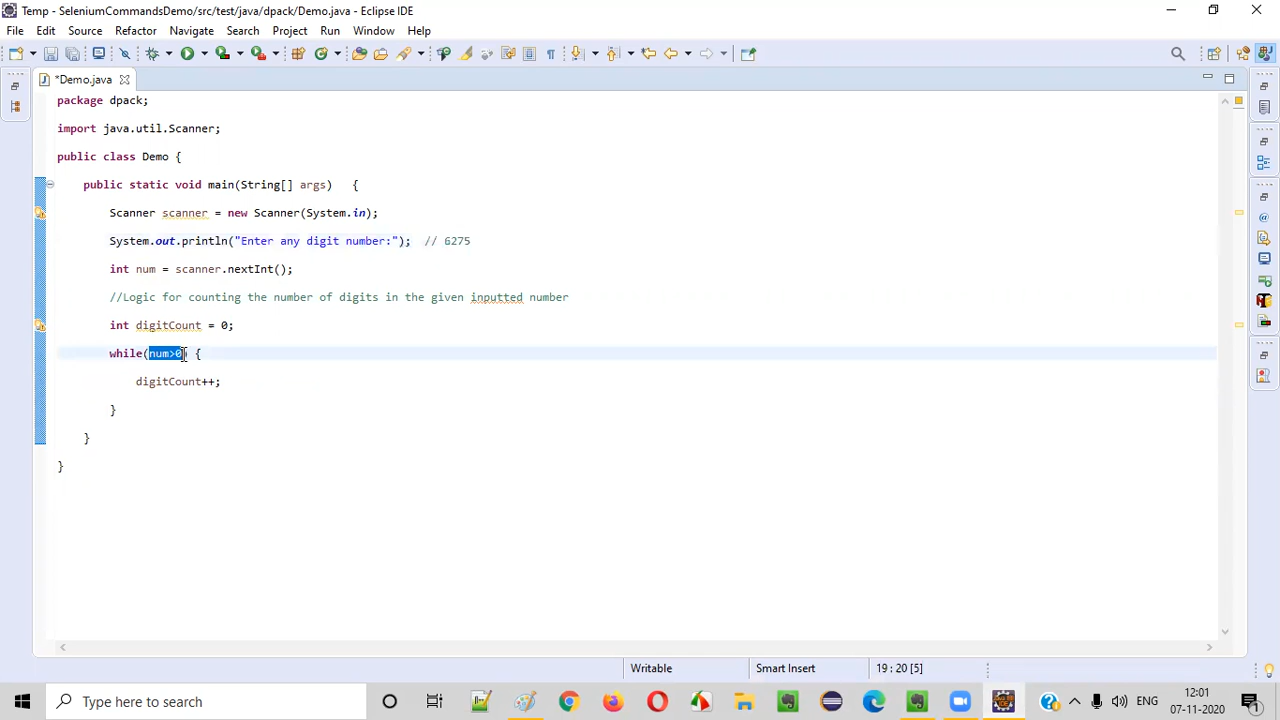 Temp - SeleniumCommandsDemo/src/test/java/dpack/Demo.java - Eclipse IDE
File Edit Source Refactor Navigate Search Project Run Window Help
*Demo.java
package dpack;
import java.util.Scanner;
public class Demo {
public static void main(String[] args) {
Scanner scanner = new Scanner(System.in);
System.out.println("Enter any digit number:"); // 6275
int num = scanner.nextInt();
//Logic for counting the number of digits in the given inputted number
int digitCount = 0;
while(num>0) {
digitCount++;
}
}
}
Writable Smart Insert 19 : 20 [5]
Type here to search
ENG
12:01
07-11-2020